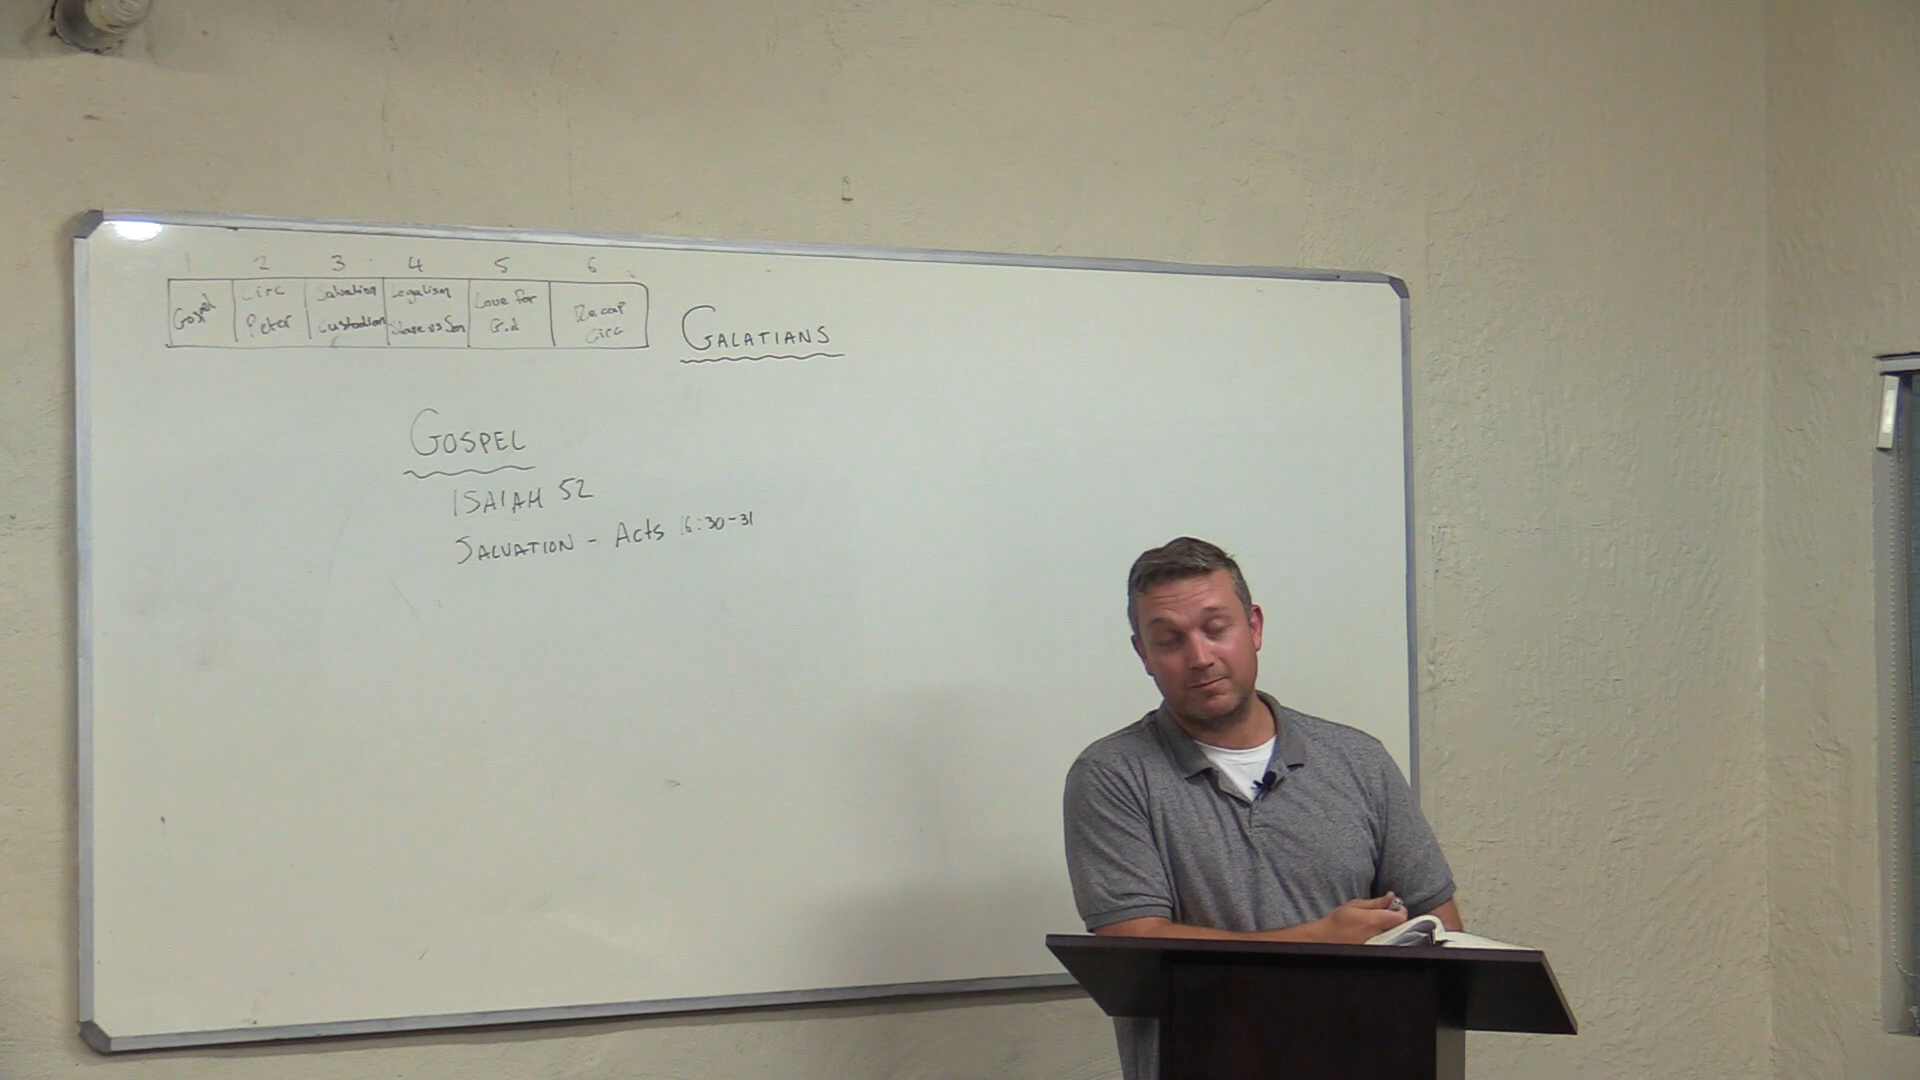 1 2 3 4 5 6
Gospel
Circ
Peter
Salvation
Custodian
Legalism
Slave vs Son
Love for
G.d
Recap
Circ
GALATIANS
GOSPEL
ISAIAH 52
SALVATION - Acts 16:30-31